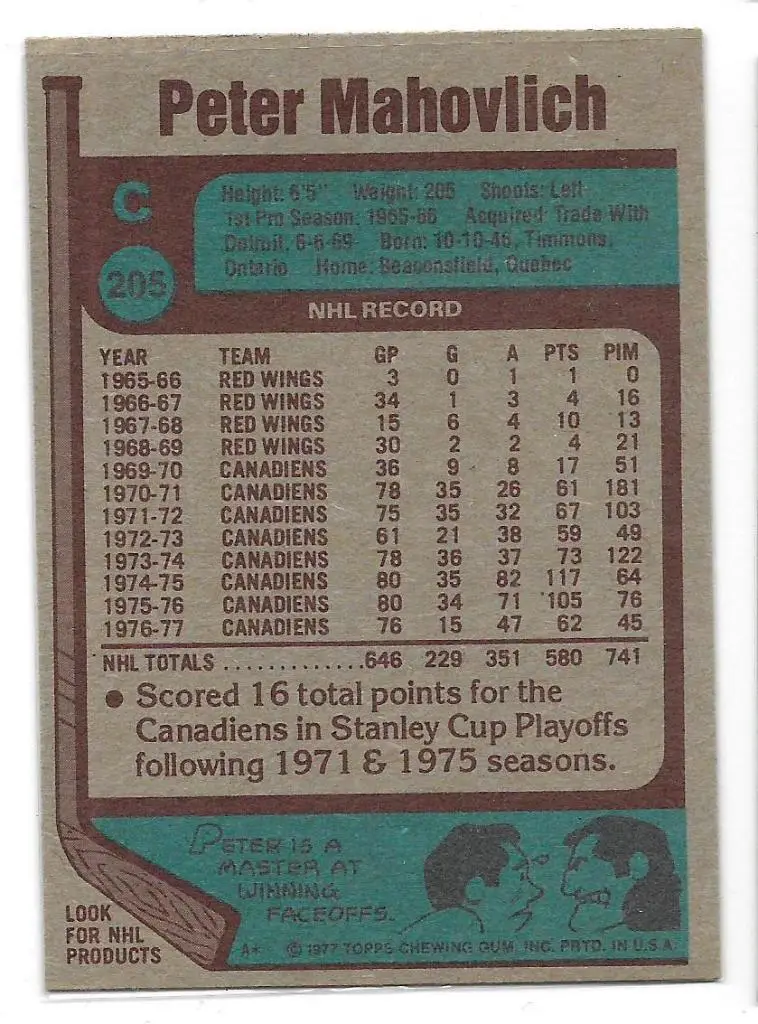 Peter Mahovlich
C
205
Height: 6'5" Weight: 205 Shoots: Left
1st Pro Season: 1965-66 Acquired: Trade With
Detroit, 6-6-69 Born: 10-10-46, Timmons,
Ontario Home: Beaconsfield, Quebec
NHL RECORD
YEAR TEAM GP G A PTS PIM
1965-66 RED WINGS 3 0 1 1 0
1966-67 RED WINGS 34 1 3 4 16
1967-68 RED WINGS 15 6 4 10 13
1968-69 RED WINGS 30 2 2 4 21
1969-70 CANADIENS 36 9 8 17 51
1970-71 CANADIENS 78 35 26 61 181
1971-72 CANADIENS 75 35 32 67 103
1972-73 CANADIENS 61 21 38 59 49
1973-74 CANADIENS 78 36 37 73 122
1974-75 CANADIENS 80 35 82 117 64
1975-76 CANADIENS 80 34 71 105 76
1976-77 CANADIENS 76 15 47 62 45
NHL TOTALS .............646 229 351 580 741
● Scored 16 total points for the
Canadiens in Stanley Cup Playoffs
following 1971 & 1975 seasons.
PETER IS A
MASTER AT
WINNING
FACEOFFS.
LOOK
FOR NHL
PRODUCTS
A* © 1977 TOPPS CHEWING GUM, INC. PRTD. IN U.S.A.